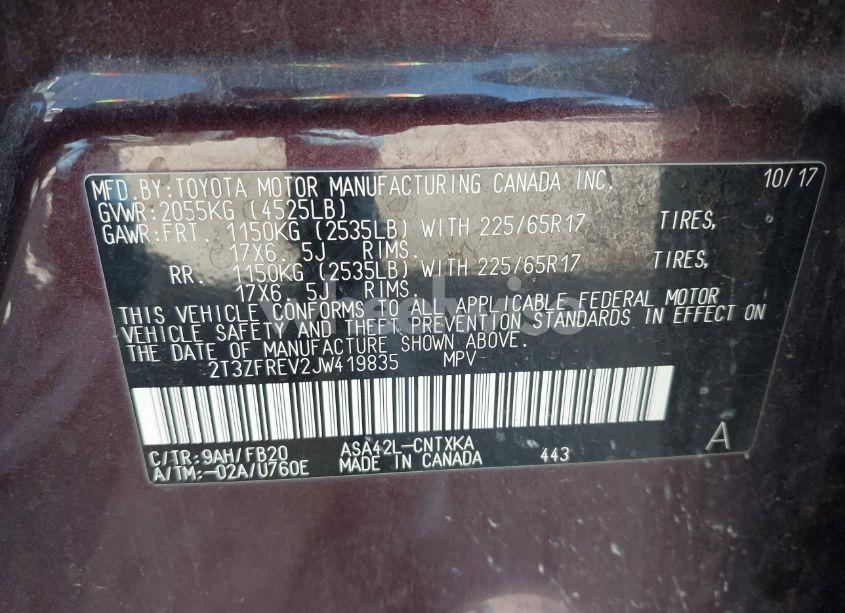 MFD.BY:TOYOTA MOTOR MANUFACTURING CANADA INC. 10/17
GVWR:2055KG (4525LB)
GAWR:FRT. 1150KG (2535LB) WITH 225/65R17 TIRES,
17X6.5J RIMS.
RR. 1150KG (2535LB) WITH 225/65R17 TIRES,
17X6.5J RIMS.
THIS VEHICLE CONFORMS TO ALL APPLICABLE FEDERAL MOTOR
VEHICLE SAFETY AND THEFT PREVENTION STANDARDS IN EFFECT ON
THE DATE OF MANUFACTURE SHOWN ABOVE.
2T3ZFREV2JW419835 MPV
C/TR:9AH/FB20 ASA42L-CNTXKA A
A/TM:-02A/U760E MADE IN CANADA 443